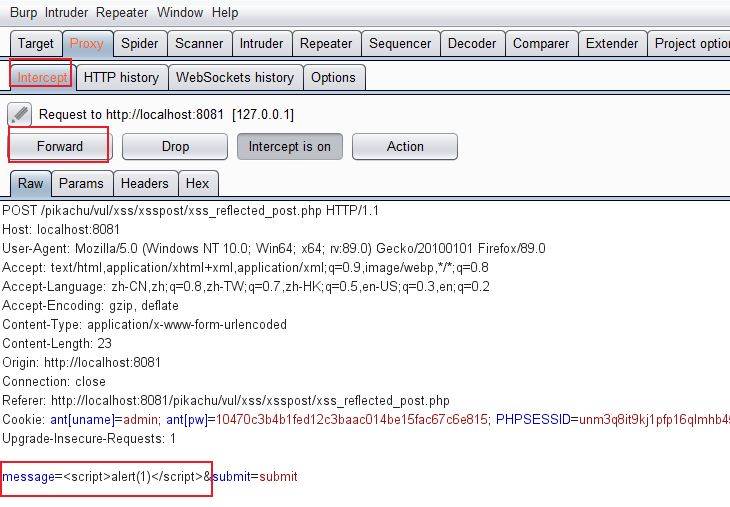 Burp Intruder Repeater Window Help
Target Proxy Spider Scanner Intruder Repeater Sequencer Decoder Comparer Extender Project option
Intercept HTTP history WebSockets history Options
Request to http://localhost:8081 [127.0.0.1]
Forward Drop Intercept is on Action
Raw Params Headers Hex
POST /pikachu/vul/xss/xsspost/xss_reflected_post.php HTTP/1.1
Host: localhost:8081
User-Agent: Mozilla/5.0 (Windows NT 10.0; Win64; x64; rv:89.0) Gecko/20100101 Firefox/89.0
Accept: text/html,application/xhtml+xml,application/xml;q=0.9,image/webp,*/*;q=0.8
Accept-Language: zh-CN,zh;q=0.8,zh-TW;q=0.7,zh-HK;q=0.5,en-US;q=0.3,en;q=0.2
Accept-Encoding: gzip, deflate
Content-Type: application/x-www-form-urlencoded
Content-Length: 23
Origin: http://localhost:8081
Connection: close
Referer: http://localhost:8081/pikachu/vul/xss/xsspost/xss_reflected_post.php
Cookie: ant[uname]=admin; ant[pw]=10470c3b4b1fed12c3baac014be15fac67c6e815; PHPSESSID=unm3q8it9kj1pfp16qlmhb4
Upgrade-Insecure-Requests: 1
message=<script>alert(1)</script>&submit=submit